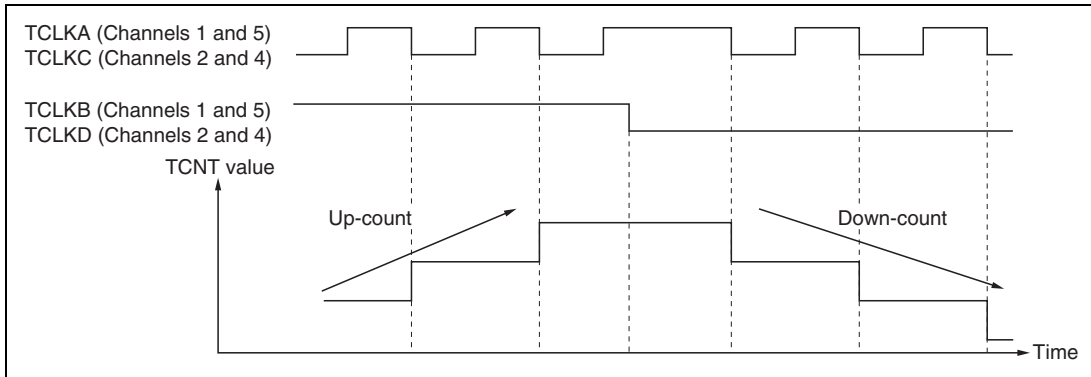 TCLKA (Channels 1 and 5)
TCLKC (Channels 2 and 4)
TCLKB (Channels 1 and 5)
TCLKD (Channels 2 and 4)
TCNT value
Up-count
Down-count
Time